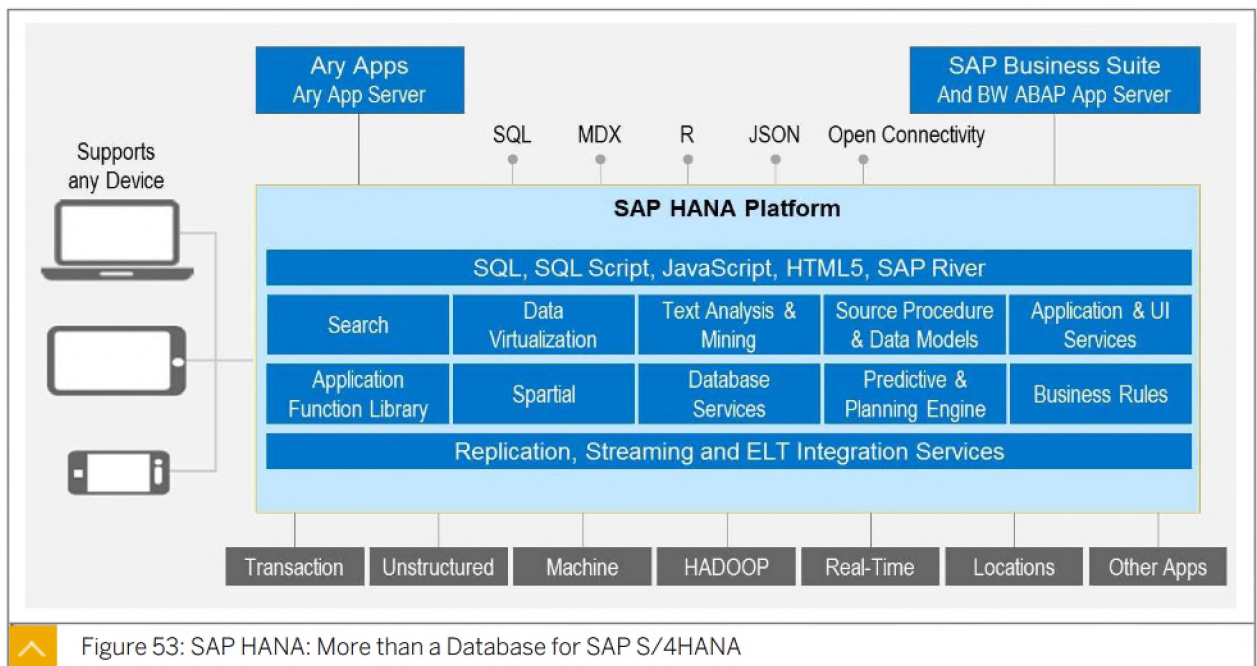 Ary Apps
Ary App Server
SAP Business Suite
And BW ABAP App Server
SQL
MDX
R
JSON
Open Connectivity
Supports
any Device
SAP HANA Platform
SQL, SQL Script, JavaScript, HTML5, SAP River
Search
Data
Virtualization
Text Analysis &
Mining
Source Procedure
& Data Models
Application & UI
Services
Application
Function Library
Spartial
Database
Services
Predictive &
Planning Engine
Business Rules
Replication, Streaming and ELT Integration Services
Transaction
Unstructured
Machine
HADOOP
Real-Time
Locations
Other Apps
Figure 53: SAP HANA: More than a Database for SAP S/4HANA